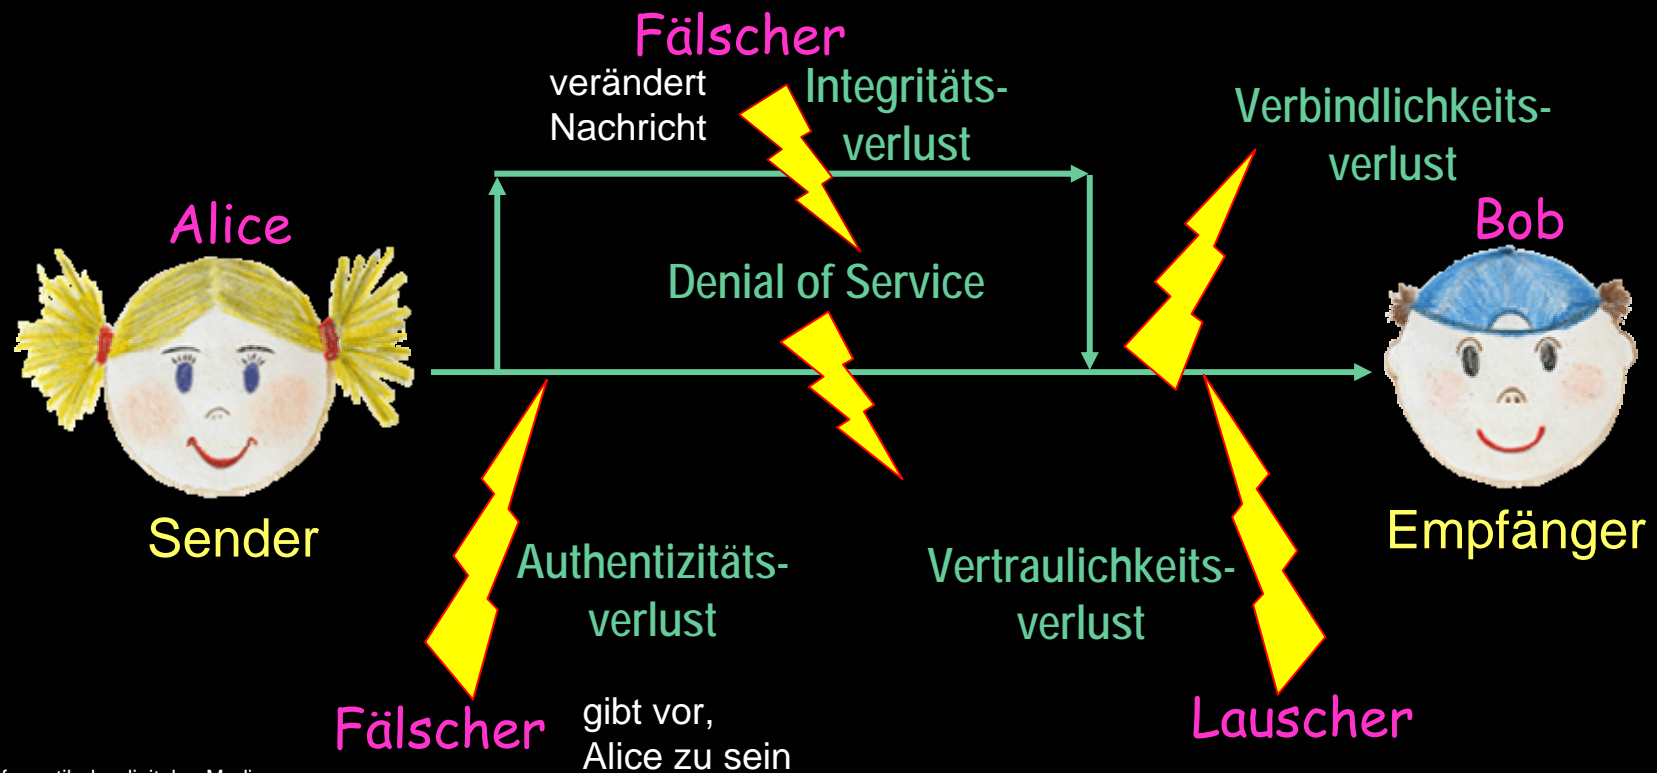 Fälscher
verändert
Nachricht
Integritäts-
verlust
Verbindlichkeits-
verlust
Alice
Bob
Denial of Service
Sender
Empfänger
Authentizitäts-
verlust
Vertraulichkeits-
verlust
Fälscher
gibt vor,
Alice zu sein
Lauscher